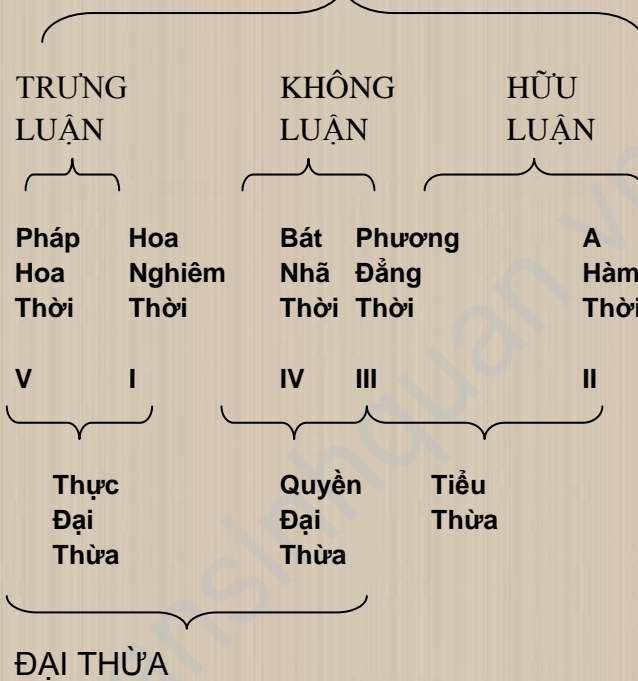 TRƯNG KHÔNG HỮU
LUẬN LUẬN LUẬN
Pháp Hoa Bát Phương A
Hoa Nghiêm Nhã Đẳng Hàm
Thời Thời Thời Thời Thời
V I IV III II
Thực Quyền Tiểu
Đại Đại Thừa
Thừa Thừa
ĐẠI THỪA